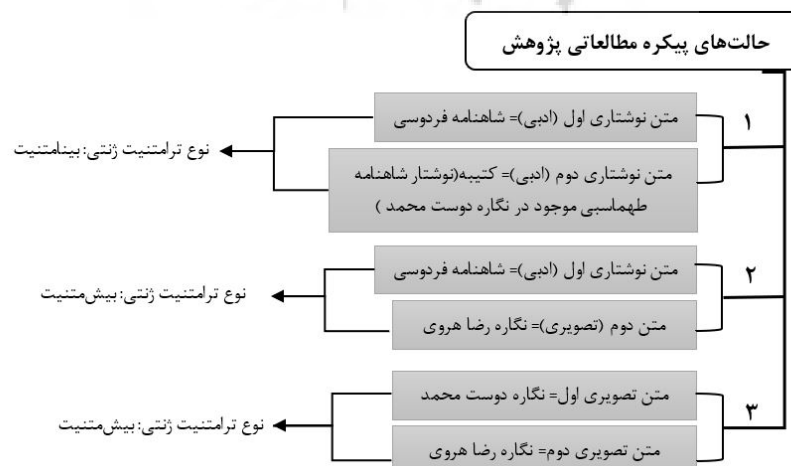 حالت‌های پیکره مطالعاتی پژوهش
۱
متن نوشتاری اول (ادبی)= شاهنامه فردوسی
متن نوشتاری دوم (ادبی)= کتیبه(نوشتار شاهنامه
طهماسبی موجود در نگاره دوست محمد )
نوع ترامتنیت ژنتی:بینامتنیت
۲
متن نوشتاری اول (ادبی)= شاهنامه فردوسی
متن دوم (تصویری)= نگاره رضا هروی
نوع ترامتنیت ژنتی:بیش‌متنیت
۳
متن تصویری اول= نگاره دوست محمد
متن تصویری دوم= نگاره رضا هروی
نوع ترامتنیت ژنتی:بیش‌متنیت